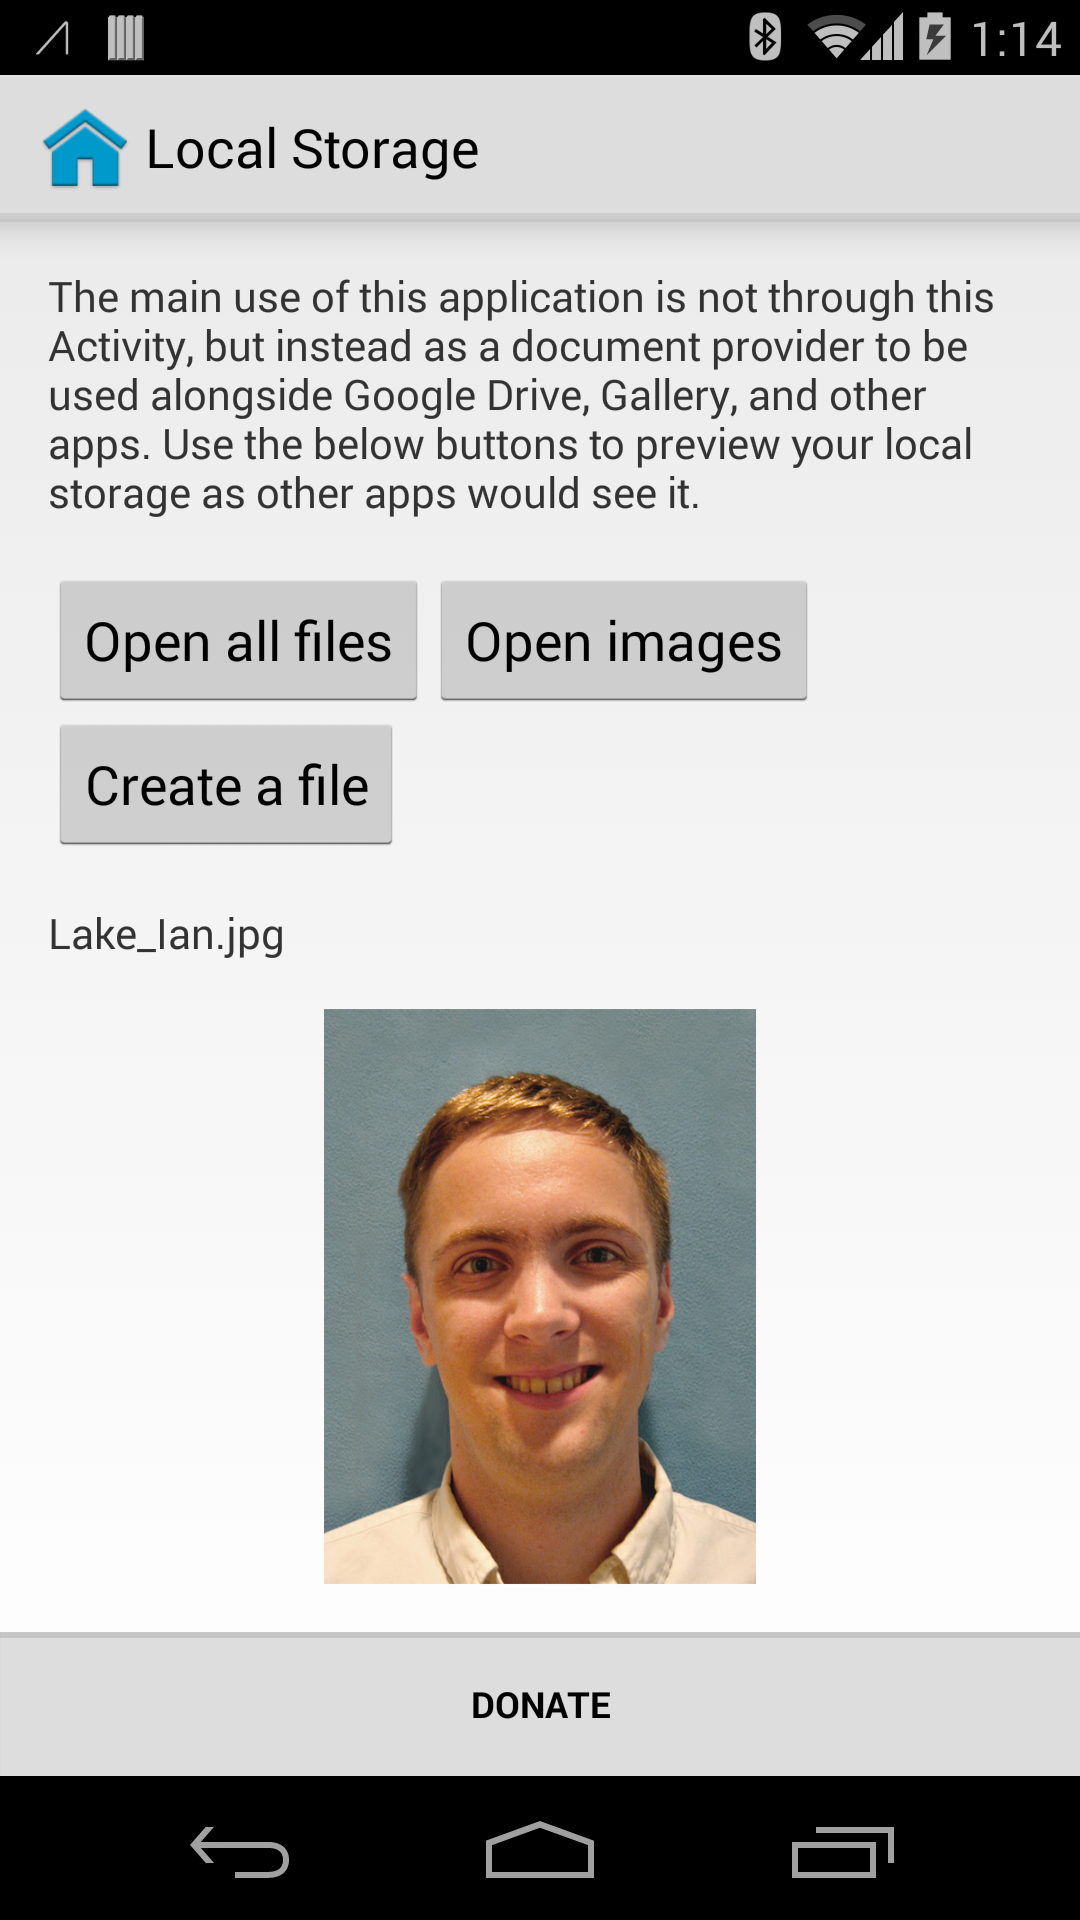 1:14
Local Storage
The main use of this application is not through this
Activity, but instead as a document provider to be
used alongside Google Drive, Gallery, and other
apps. Use the below buttons to preview your local
storage as other apps would see it.
Open all files
Open images
Create a file
Lake_Ian.jpg
DONATE